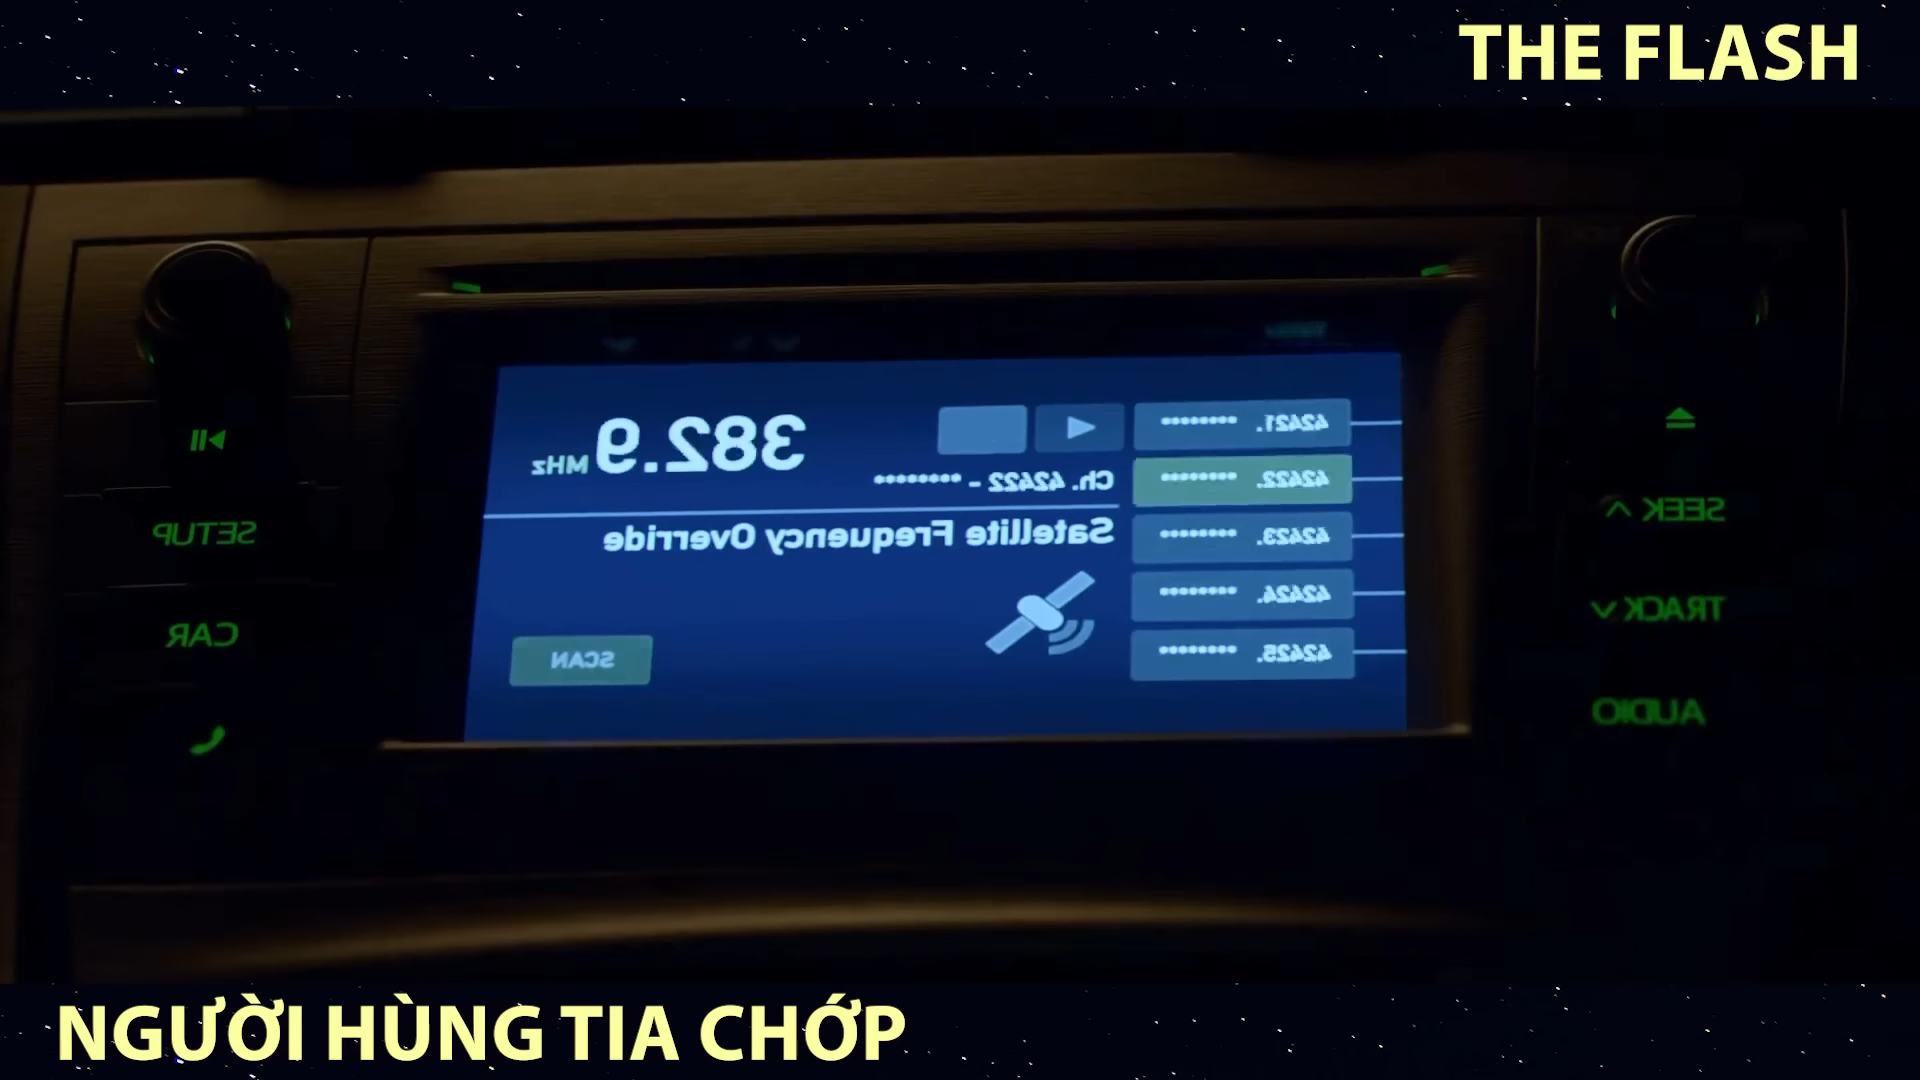 THE FLASH
382.9 MHz
42421. ********
Ch. 42422 - ********
42422. ********
Satellite Frequency Override
42423. ********
42424. ********
42425. ********
SCAN
SETUP
CAR
SEEK
TRACK
AUDIO
NGƯỜI HÙNG TIA CHỚP